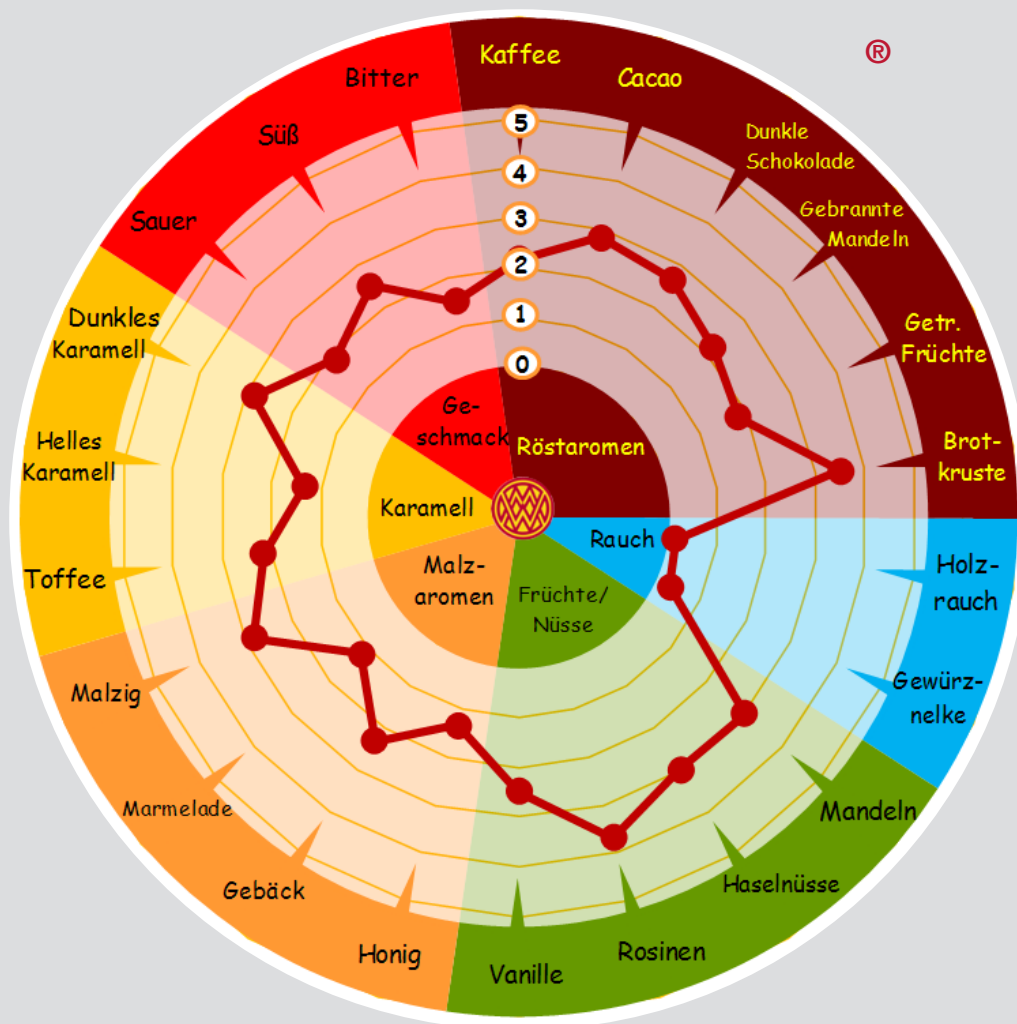 ®
Kaffee
Cacao
Dunkle
Schokolade
Gebrannte
Mandeln
Getr.
Früchte
Brot-
kruste
Holz-
rauch
Gewürz-
nelke
Mandeln
Haselnüsse
Rosinen
Vanille
Honig
Gebäck
Marmelade
Malzig
Toffee
Helles
Karamell
Dunkles
Karamell
Sauer
Süß
Bitter
5
4
3
2
1
0
Ge-
schmack
Röstaromen
Karamell
Rauch
Malz-
aromen
Früchte/
Nüsse